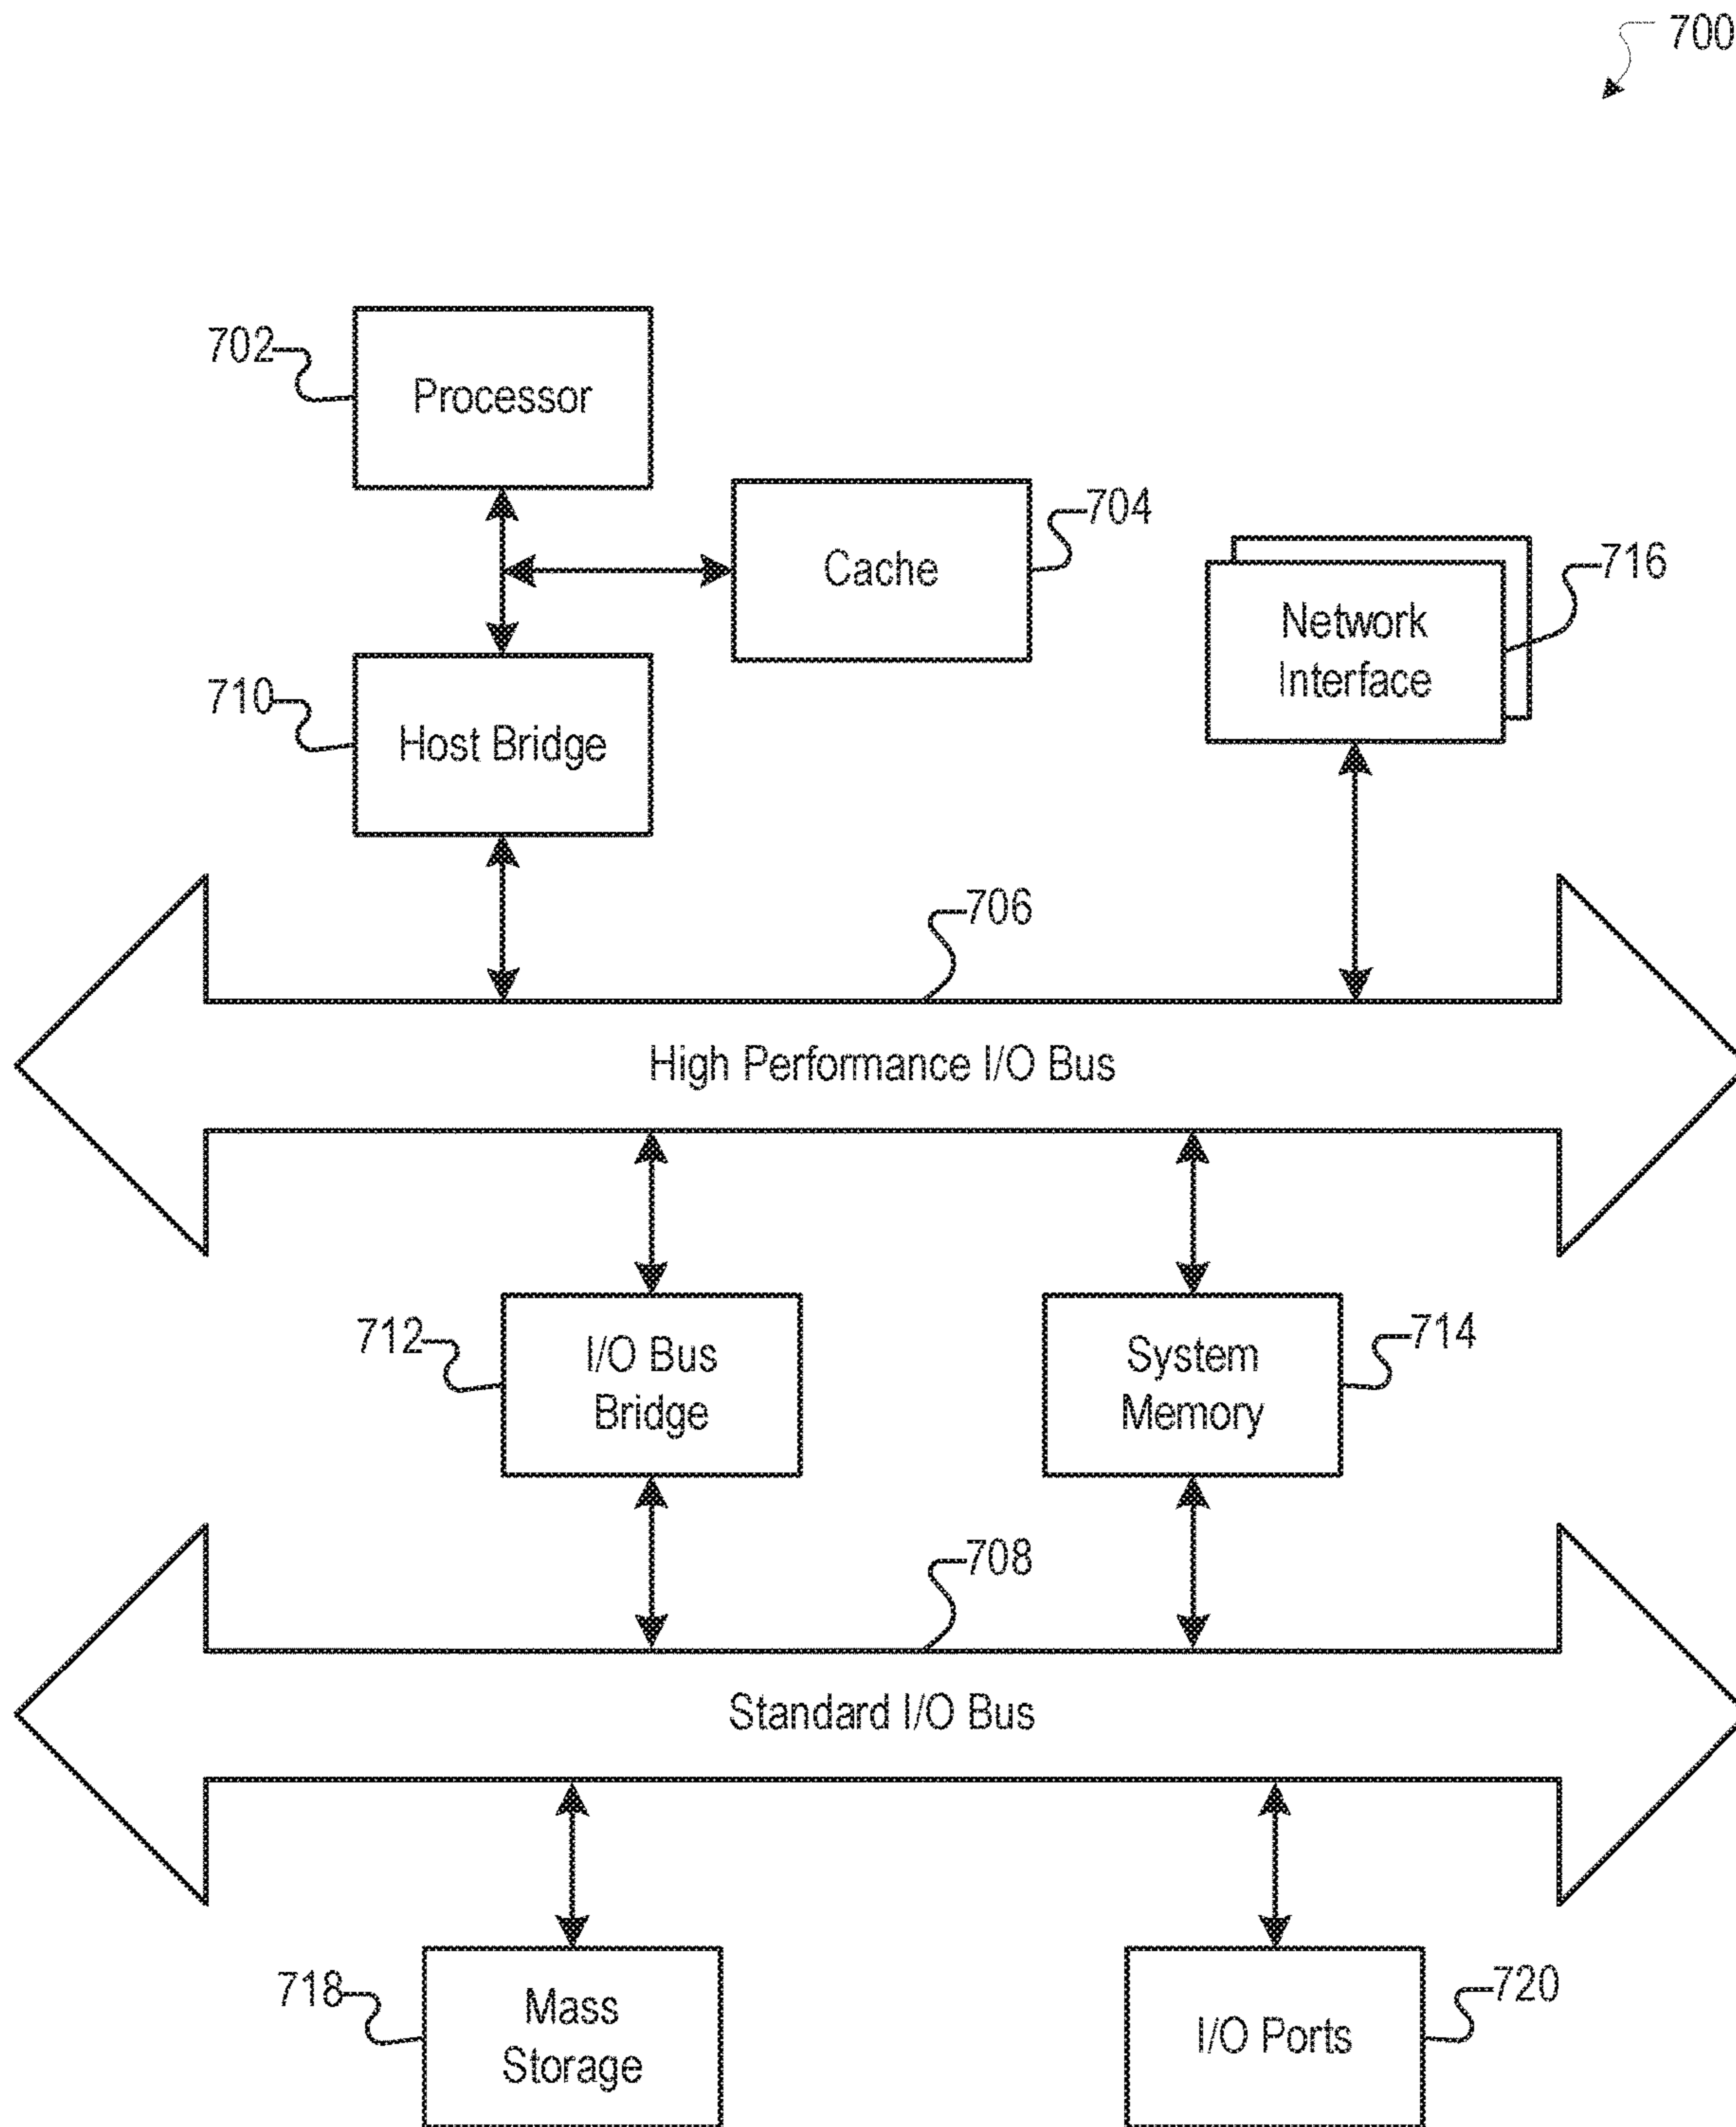 700
702
Processor
704
Cache
716
Network
Interface
710
Host Bridge
706
High Performance I/O Bus
712
I/O Bus
Bridge
System
Memory
714
708
Standard I/O Bus
718
Mass
Storage
I/O Ports
720